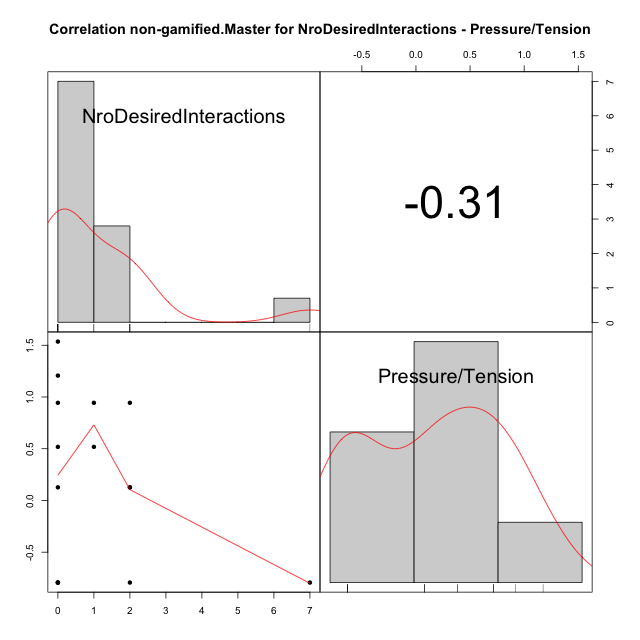 Correlation non-gamified.Master for NroDesiredInteractions - Pressure/Tension
-0.5 0.0 0.5 1.0 1.5
NroDesiredInteractions
-0.31
7
6
5
4
3
2
1
0
Pressure/Tension
1.5
1.0
0.5
0.0
-0.5
0 1 2 3 4 5 6 7